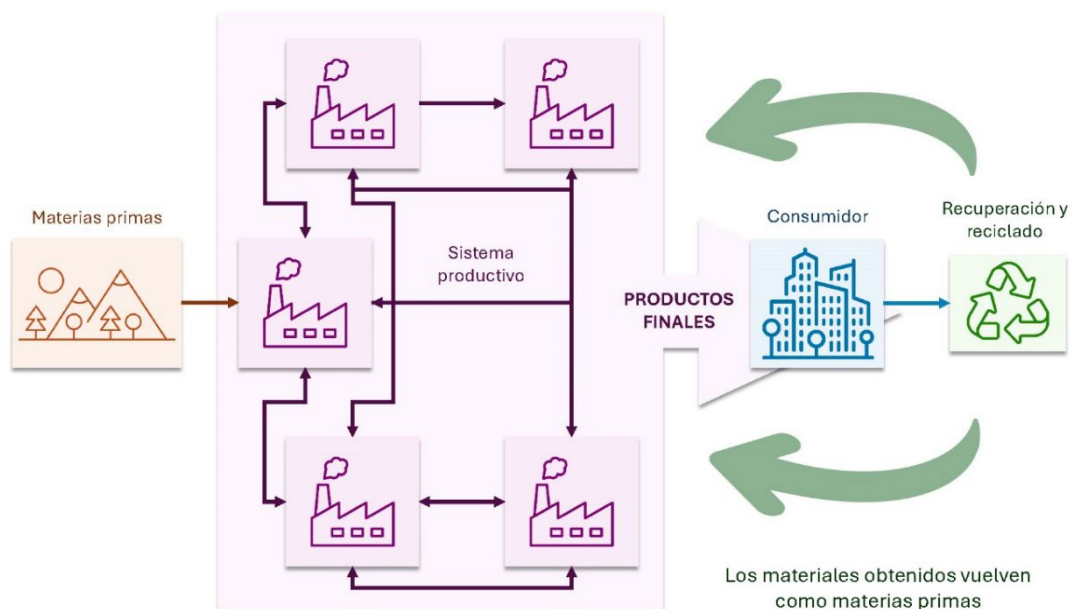 Materias primas
Sistema
productivo
PRODUCTOS
FINALES
Consumidor
Recuperación y
reciclado
Los materiales obtenidos vuelven
como materias primas